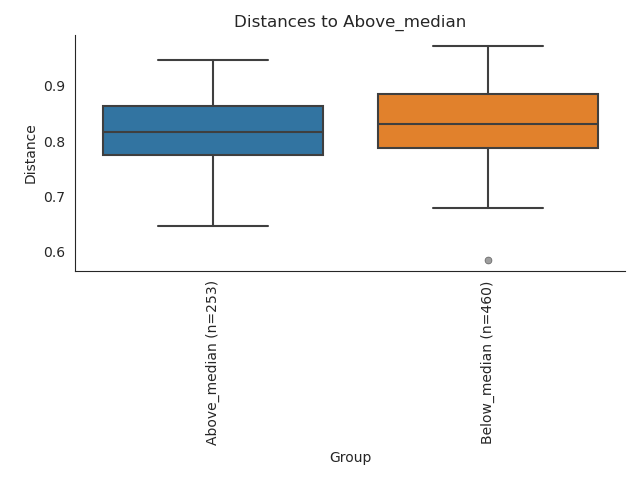 Distances to Above_median
Distance
0.9
0.8
0.7
0.6
Above_median (n=253)
Below_median (n=460)
Group